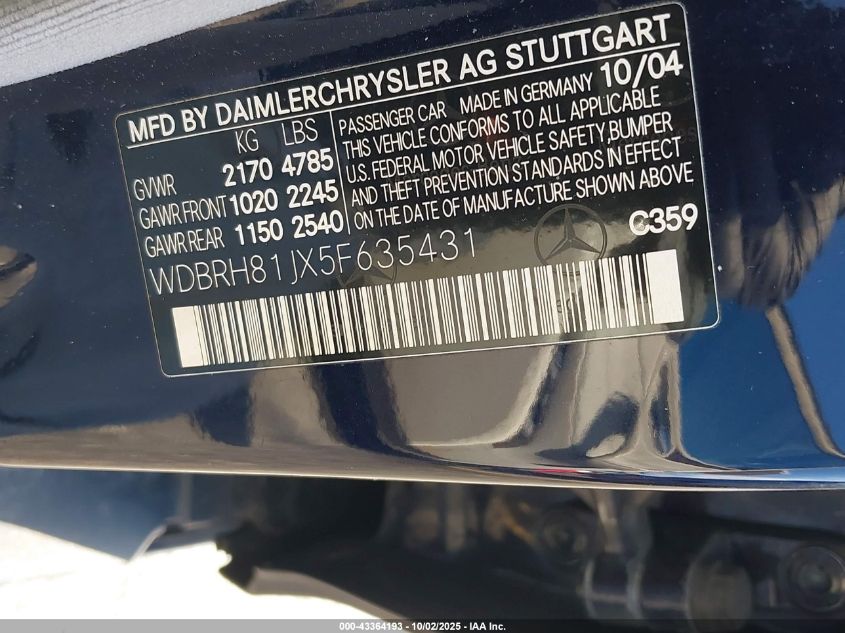 MFD BY DAIMLERCHRYSLER AG STUTTGART
KG LBS
GVWR 2170 4785
GAWR FRONT 1020 2245
GAWR REAR 1150 2540
PASSENGER CAR MADE IN GERMANY 10/04
THIS VEHICLE CONFORMS TO ALL APPLICABLE
U.S. FEDERAL MOTOR VEHICLE SAFETY, BUMPER
AND THEFT PREVENTION STANDARDS IN EFFECT
ON THE DATE OF MANUFACTURE SHOWN ABOVE
WDBRH81JX5F635431
C359
000-43364193 - 10/02/2025 - IAA Inc.